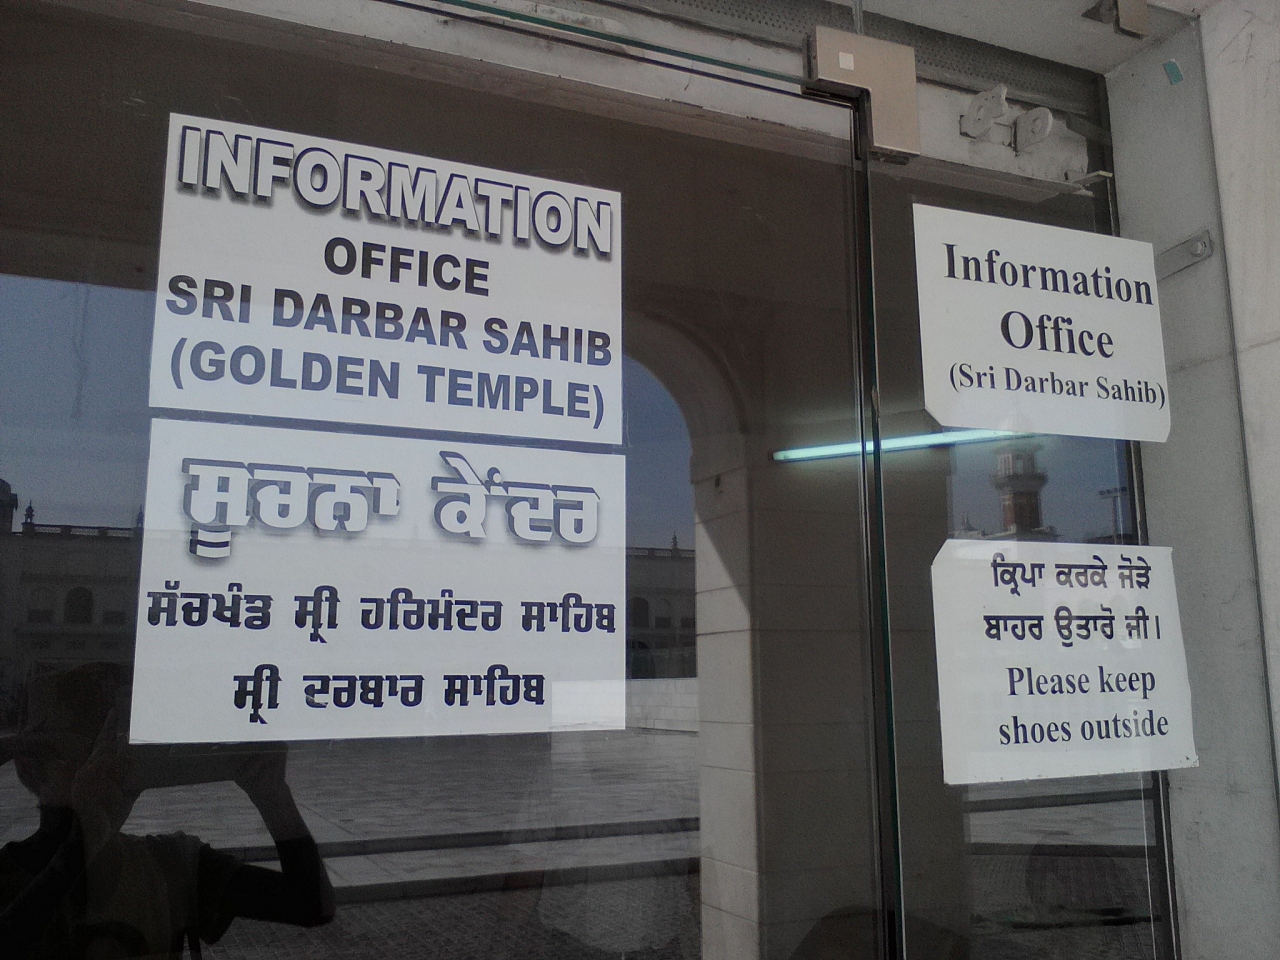 INFORMATION
OFFICE
SRI DARBAR SAHIB
(GOLDEN TEMPLE)
ਸੂਚਨਾ ਕੇਂਦਰ
ਸੱਚਖੰਡ ਸ੍ਰੀ ਹਰਿਮੰਦਰ ਸਾਹਿਬ
ਸ੍ਰੀ ਦਰਬਾਰ ਸਾਹਿਬ
Information
Office
(Sri Darbar Sahib)
ਕ੍ਰਿਪਾ ਕਰਕੇ ਜੋੜੇ
ਬਾਹਰ ਉਤਾਰੋ ਜੀ।
Please keep
shoes outside